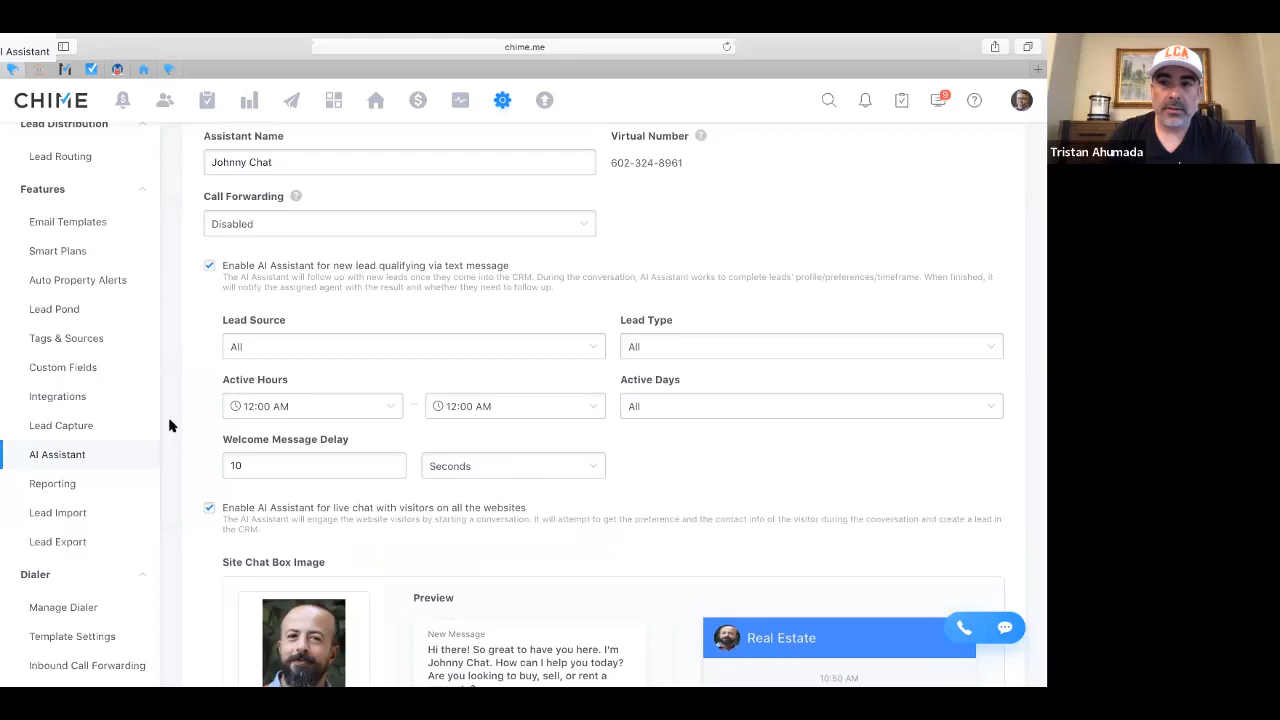 AI Assistant
chime.me
CHIME
9
Lead Distribution
Lead Routing
Features
Email Templates
Smart Plans
Auto Property Alerts
Lead Pond
Tags & Sources
Custom Fields
Integrations
Lead Capture
AI Assistant
Reporting
Lead Import
Lead Export
Dialer
Manage Dialer
Template Settings
Inbound Call Forwarding
Assistant Name
Johnny Chat
Virtual Number
602-324-8961
Call Forwarding
Disabled
Enable AI Assistant for new lead qualifying via text message
The AI Assistant will follow up with new leads once they come into the CRM. During the conversation, AI Assistant works to complete leads' profile/preferences/timeframe. When finished, it
will notify the assigned agent with the result and whether they need to follow up.
Lead Source
All
Lead Type
All
Active Hours
12:00 AM
12:00 AM
Active Days
All
Welcome Message Delay
10
Seconds
Enable AI Assistant for live chat with visitors on all the websites
The AI Assistant will engage the website visitors by starting a conversation. It will attempt to get the preference and the contact info of the visitor during the conversation and create a lead in
the CRM.
Site Chat Box Image
Preview
New Message
Hi there! So great to have you here. I'm
Johnny Chat. How can I help you today?
Are you looking to buy, sell, or rent a
Real Estate
10:50 AM
LCA
Tristan Ahumada